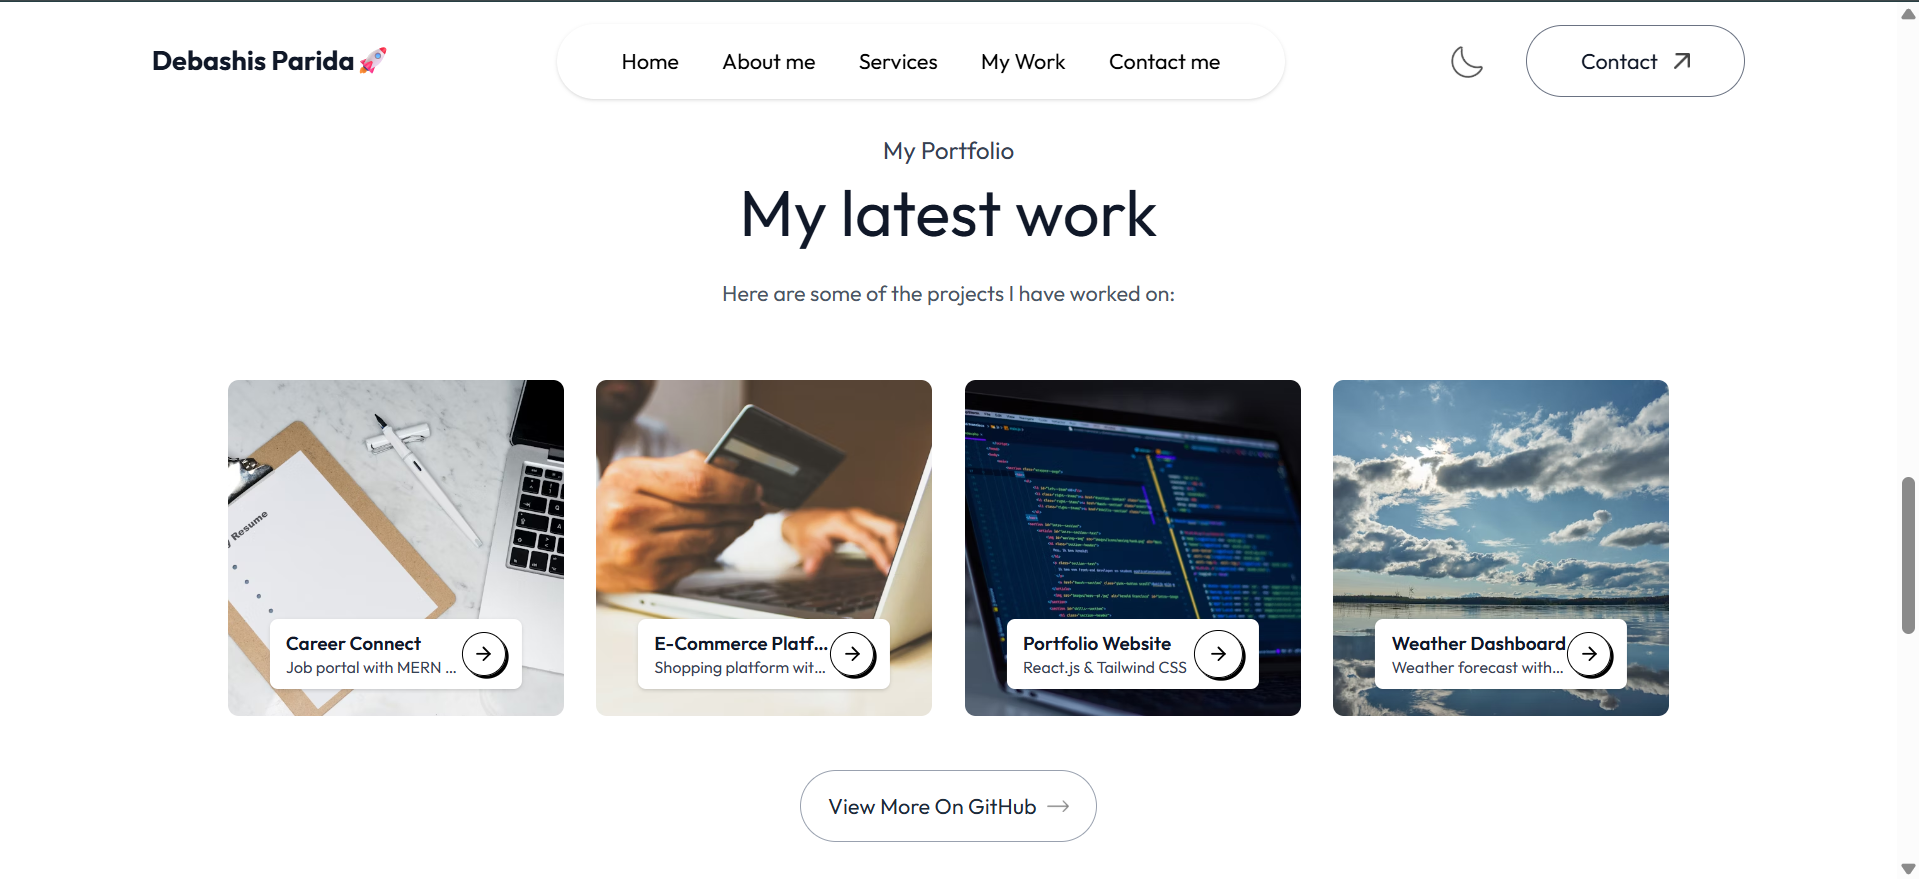 Debashis Parida🚀
Home
About me
Services
My Work
Contact me
Contact
My Portfolio
My latest work
Here are some of the projects I have worked on:
Resume
Career Connect
Job portal with MERN ...
E-Commerce Platf...
Shopping platform wit...
Portfolio Website
React.js & Tailwind CSS
Weather Dashboard
Weather forecast with...
View More On GitHub